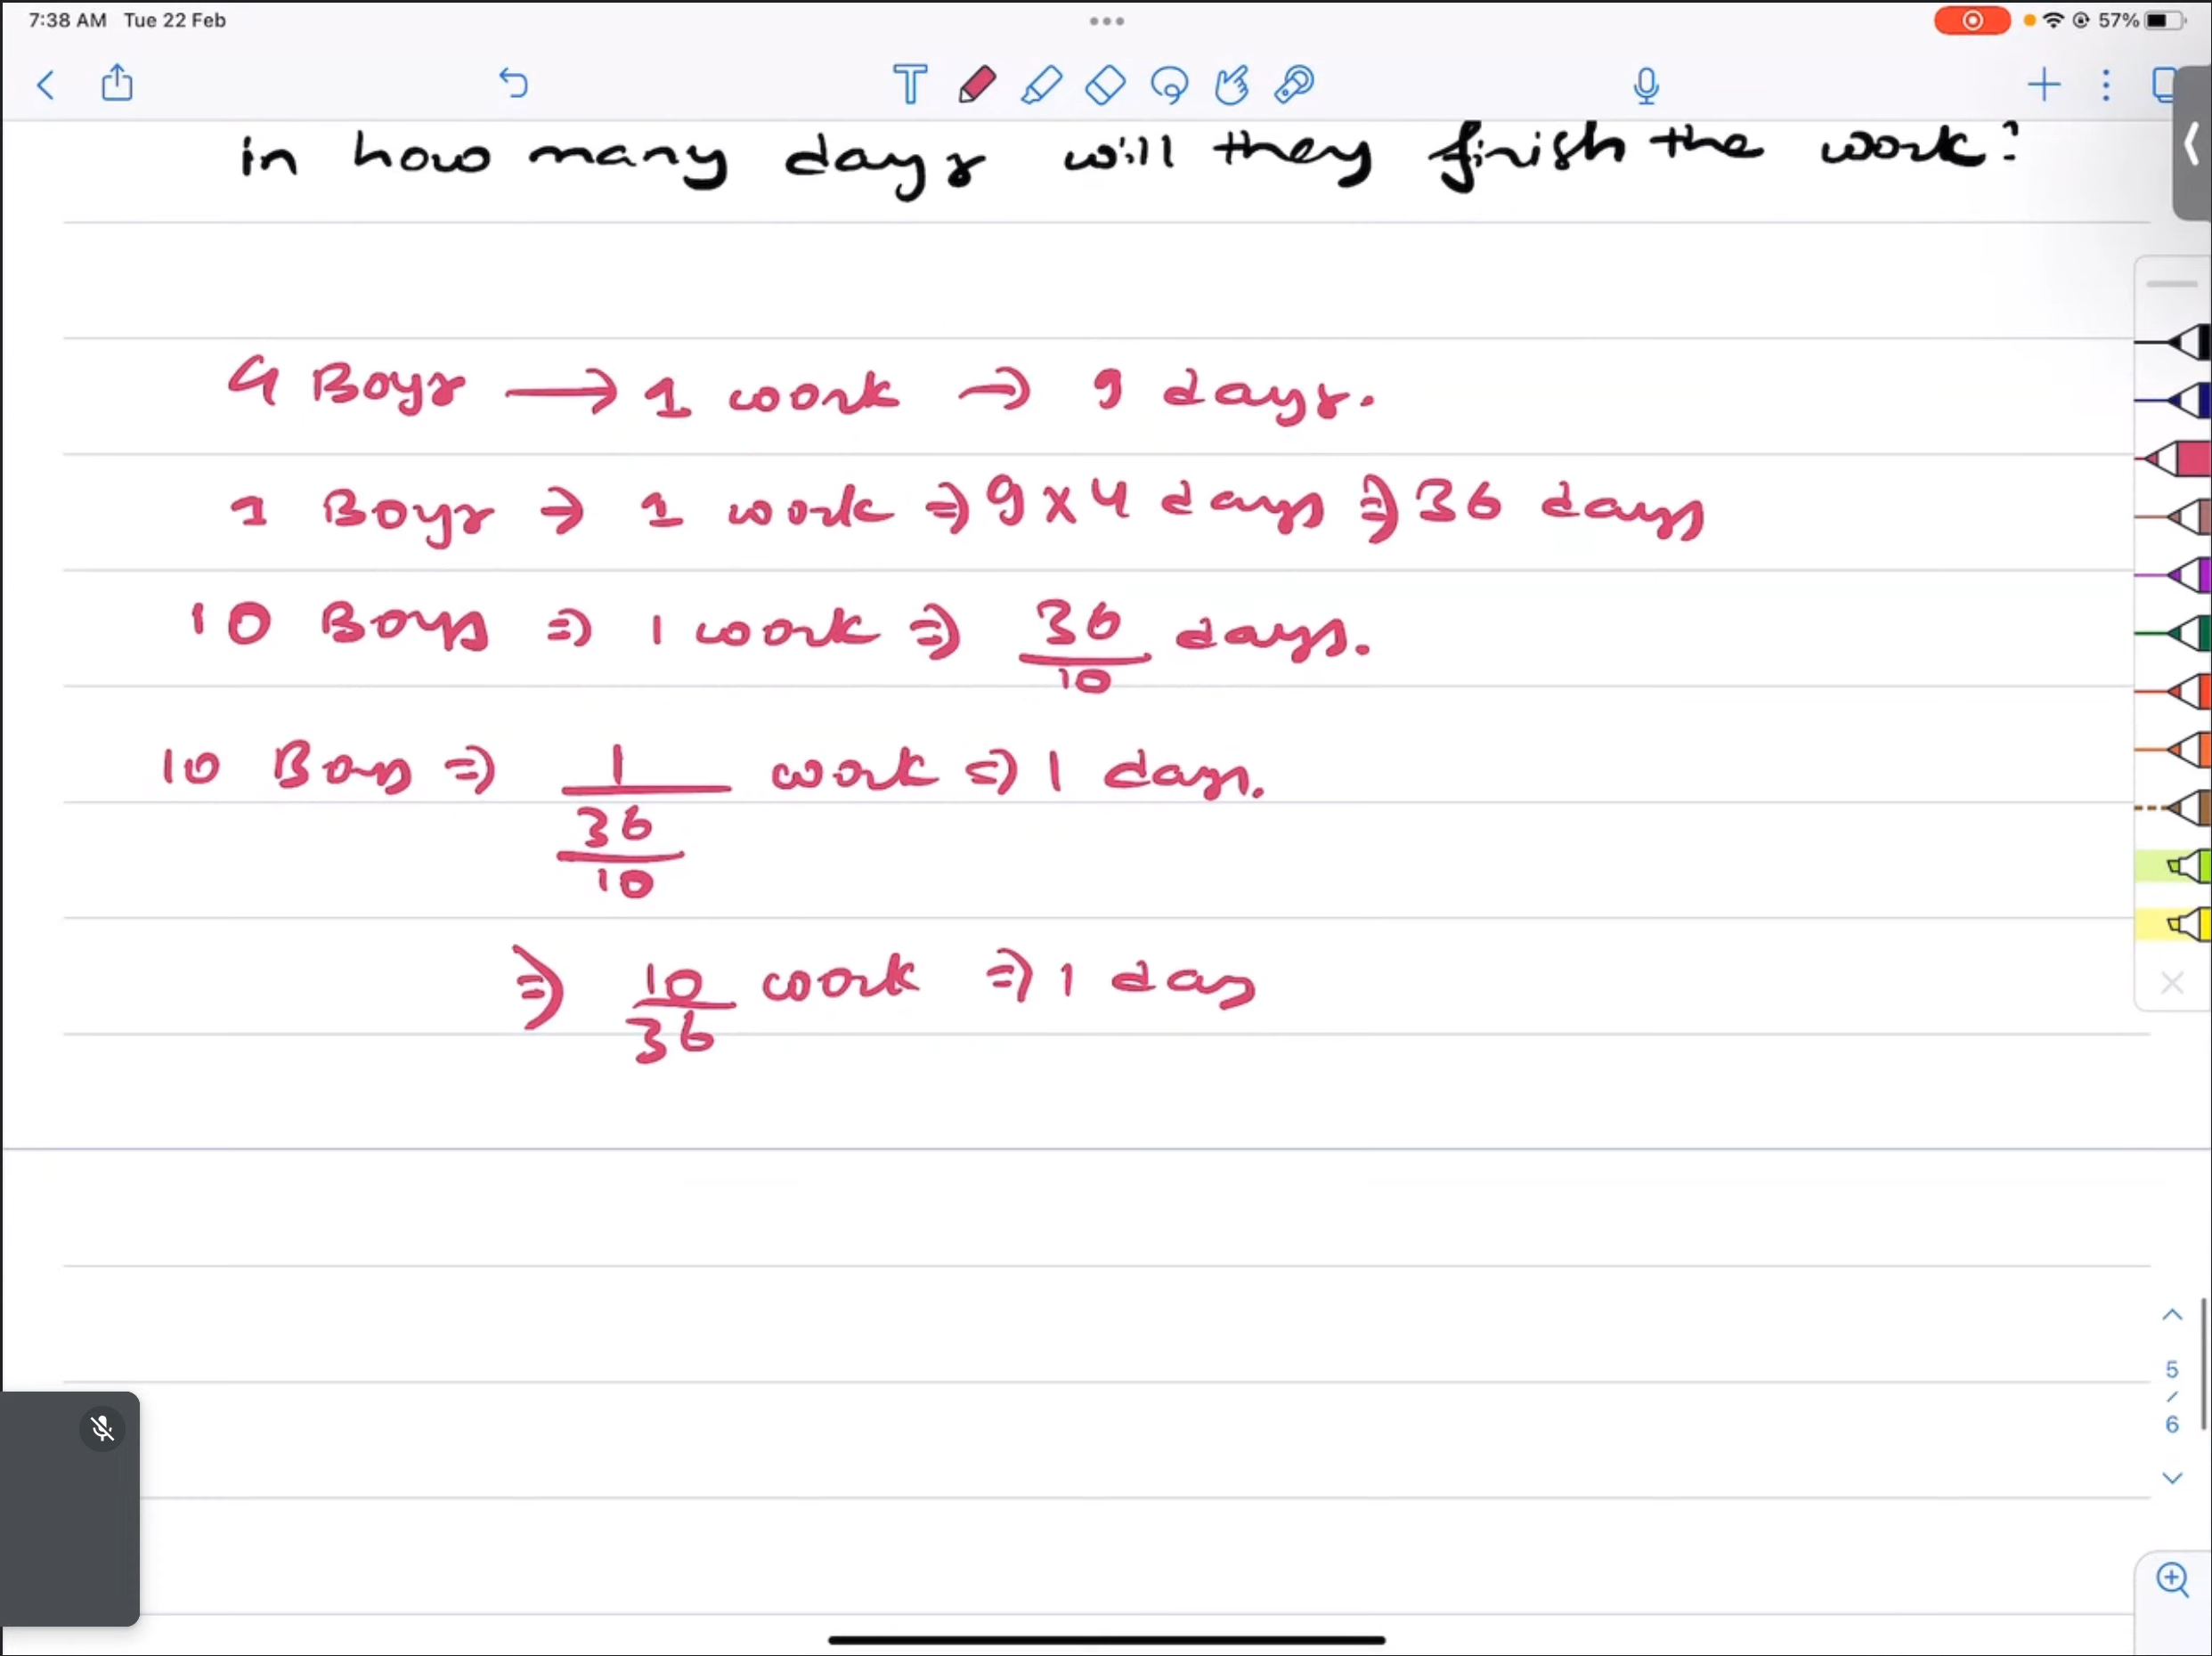 7:38 AM Tue 22 Feb
57%
in how many days will they finish the work?
4 Boys → 1 work ⇒ 9 days.
1 Boys ⇒ 1 work ⇒ 9 x 4 days ⇒ 36 days
10 Boys ⇒ 1 work ⇒ 36/10 days.
10 Boys ⇒ 1/(36/10) work ⇒ 1 day.
⇒ 10/36 work ⇒ 1 day
5
/
6